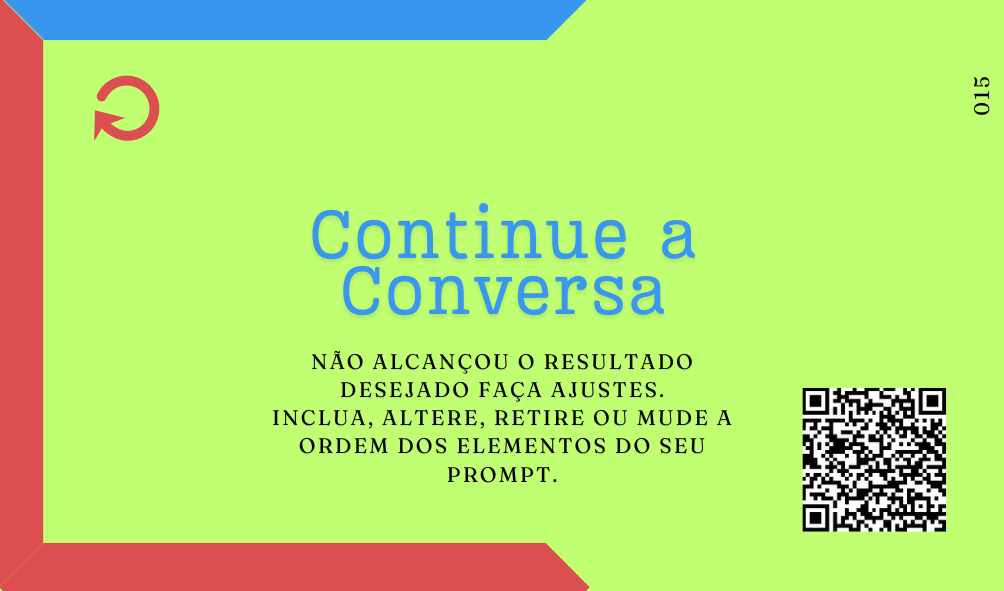 015
Continue a
Conversa
NÃO ALCANÇOU O RESULTADO
DESEJADO FAÇA AJUSTES.
INCLUA, ALTERE, RETIRE OU MUDE A
ORDEM DOS ELEMENTOS DO SEU
PROMPT.